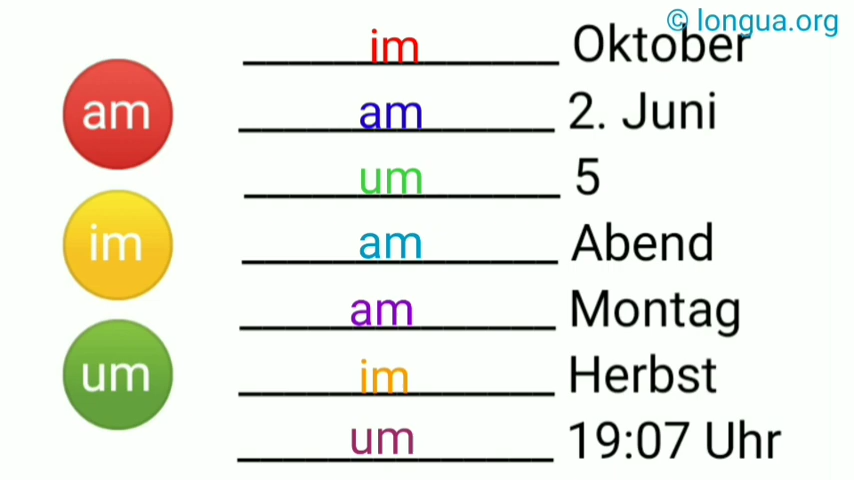 © longua.org
im Oktober
am 2. Juni
um 5
am Abend
am Montag
im Herbst
um 19:07 Uhr
am
im
um